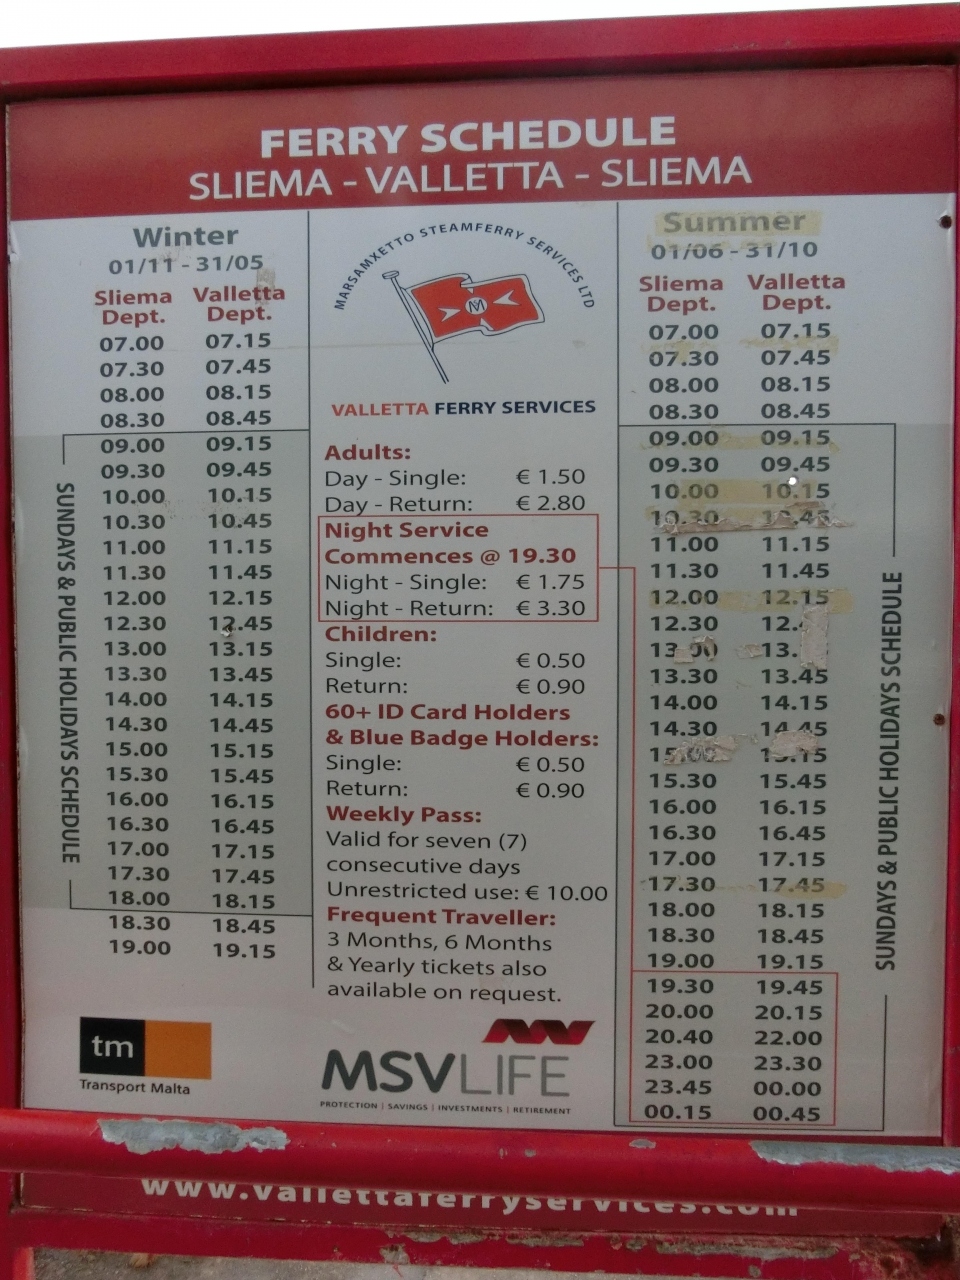 FERRY SCHEDULE
SLIEMA - VALLETTA - SLIEMA
Winter
01/11 - 31/05
Sliema Valletta
Dept. Dept.
07.00 07.15
07.30 07.45
08.00 08.15
08.30 08.45
09.00 09.15
09.30 09.45
10.00 10.15
10.30 10.45
11.00 11.15
11.30 11.45
12.00 12.15
12.30 12.45
13.00 13.15
13.30 13.45
14.00 14.15
14.30 14.45
15.00 15.15
15.30 15.45
16.00 16.15
16.30 16.45
17.00 17.15
17.30 17.45
18.00 18.15
18.30 18.45
19.00 19.15
SUNDAYS & PUBLIC HOLIDAYS SCHEDULE
tm
Transport Malta
MARSAMXETTO STEAMFERRY SERVICES LTD
M
VALLETTA FERRY SERVICES
Adults:
Day - Single: € 1.50
Day - Return: € 2.80
Night Service
Commences @ 19.30
Night - Single: € 1.75
Night - Return: € 3.30
Children:
Single: € 0.50
Return: € 0.90
60+ ID Card Holders
& Blue Badge Holders:
Single: € 0.50
Return: € 0.90
Weekly Pass:
Valid for seven (7)
consecutive days
Unrestricted use: € 10.00
Frequent Traveller:
3 Months, 6 Months
& Yearly tickets also
available on request.
MSVLIFE
PROTECTION | SAVINGS | INVESTMENTS | RETIREMENT
Summer
01/06 - 31/10
Sliema Valletta
Dept. Dept.
07.00 07.15
07.30 07.45
08.00 08.15
08.30 08.45
09.00 09.15
09.30 09.45
10.00 10.15
10.30 10.45
11.00 11.15
11.30 11.45
12.00 12.15
12.30 12.
13.00 13.
13.30 13.45
14.00 14.15
14.30 14.45
15.00 15.15
15.30 15.45
16.00 16.15
16.30 16.45
17.00 17.15
17.30 17.45
18.00 18.15
18.30 18.45
19.00 19.15
19.30 19.45
20.00 20.15
20.40 22.00
23.00 23.30
23.45 00.00
00.15 00.45
SUNDAYS & PUBLIC HOLIDAYS SCHEDULE
www.vallettaferryservices.com